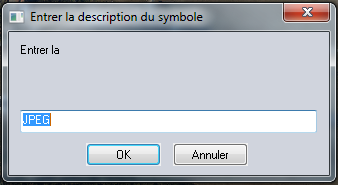 Entrer la description du symbole
Entrer la
JPEG
OK
Annuler